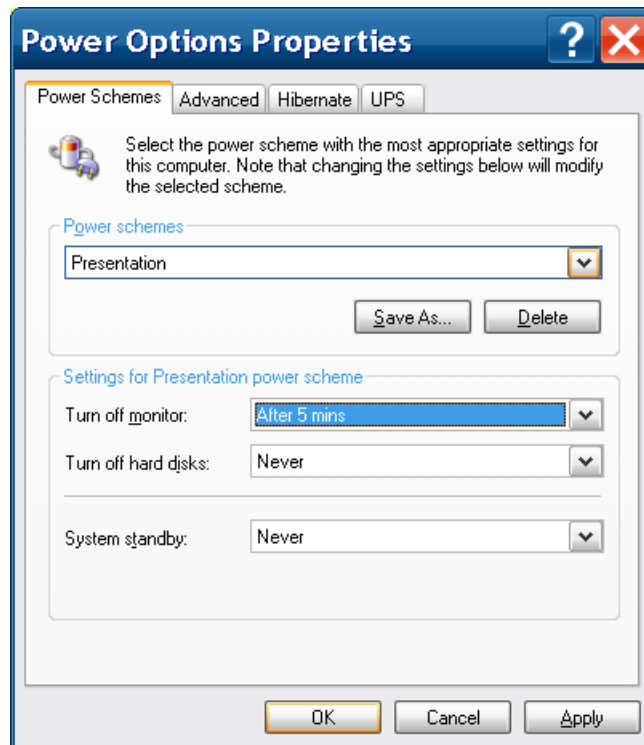 Power Options Properties
Power Schemes Advanced Hibernate UPS
Select the power scheme with the most appropriate settings for
this computer. Note that changing the settings below will modify
the selected scheme.
Power schemes
Presentation
Save As... Delete
Settings for Presentation power scheme
Turn off monitor: After 5 mins
Turn off hard disks: Never
System standby: Never
OK Cancel Apply